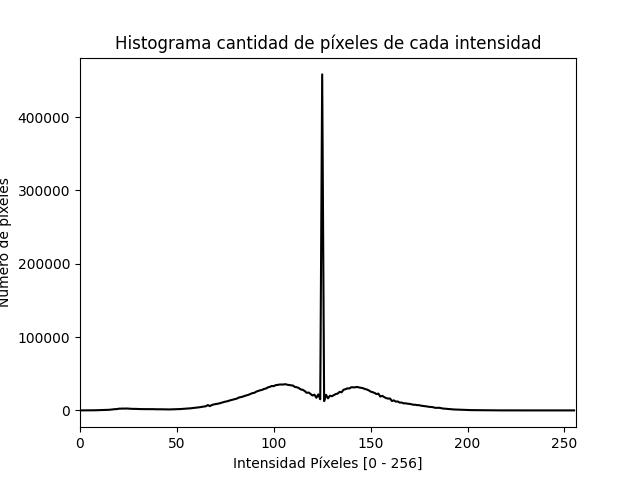 Histograma cantidad de píxeles de cada intensidad
Número de píxeles
400000
300000
200000
100000
0
0 50 100 150 200 250
Intensidad Píxeles [0 - 256]